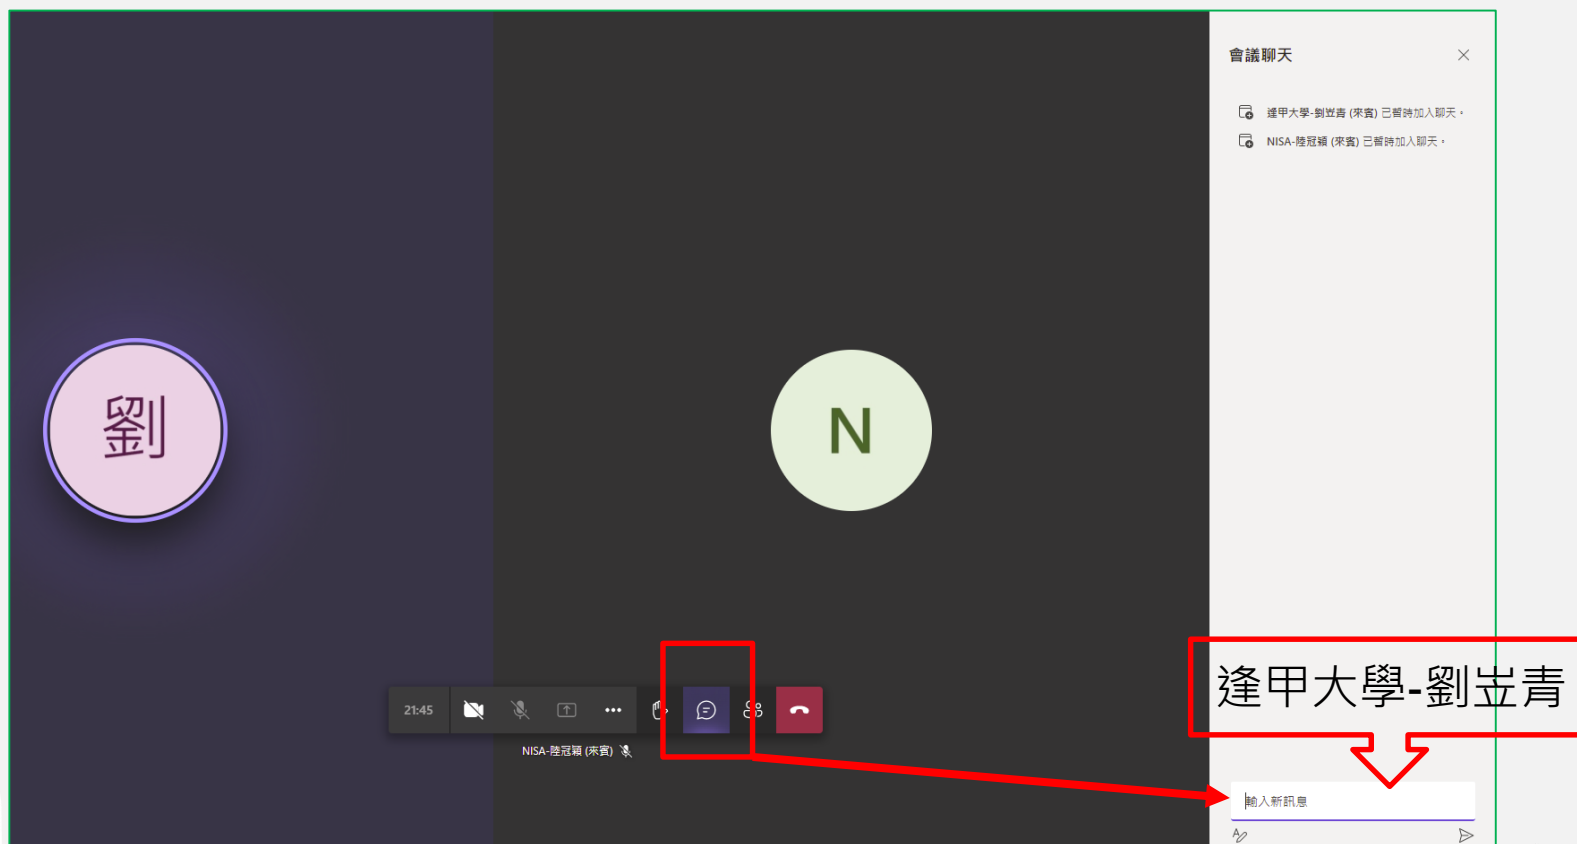 會議聊天
逢甲大學-劉岦青 (來賓) 已暫時加入聊天。
NISA-陸冠穎 (來賓) 已暫時加入聊天。
劉
N
逢甲大學-劉岦青
21:45
NISA-陸冠穎 (來賓)
輸入新訊息